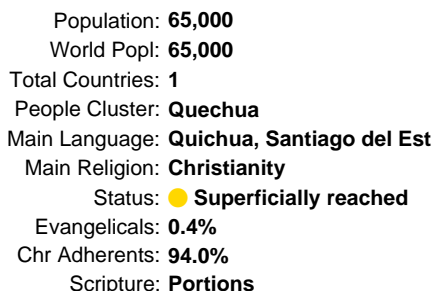 Population: 65,000
World Popl: 65,000
Total Countries: 1
People Cluster: Quechua
Main Language: Quichua, Santiago del Est
Main Religion: Christianity
Status: Superficially reached
Evangelicals: 0.4%
Chr Adherents: 94.0%
Scripture: Portions